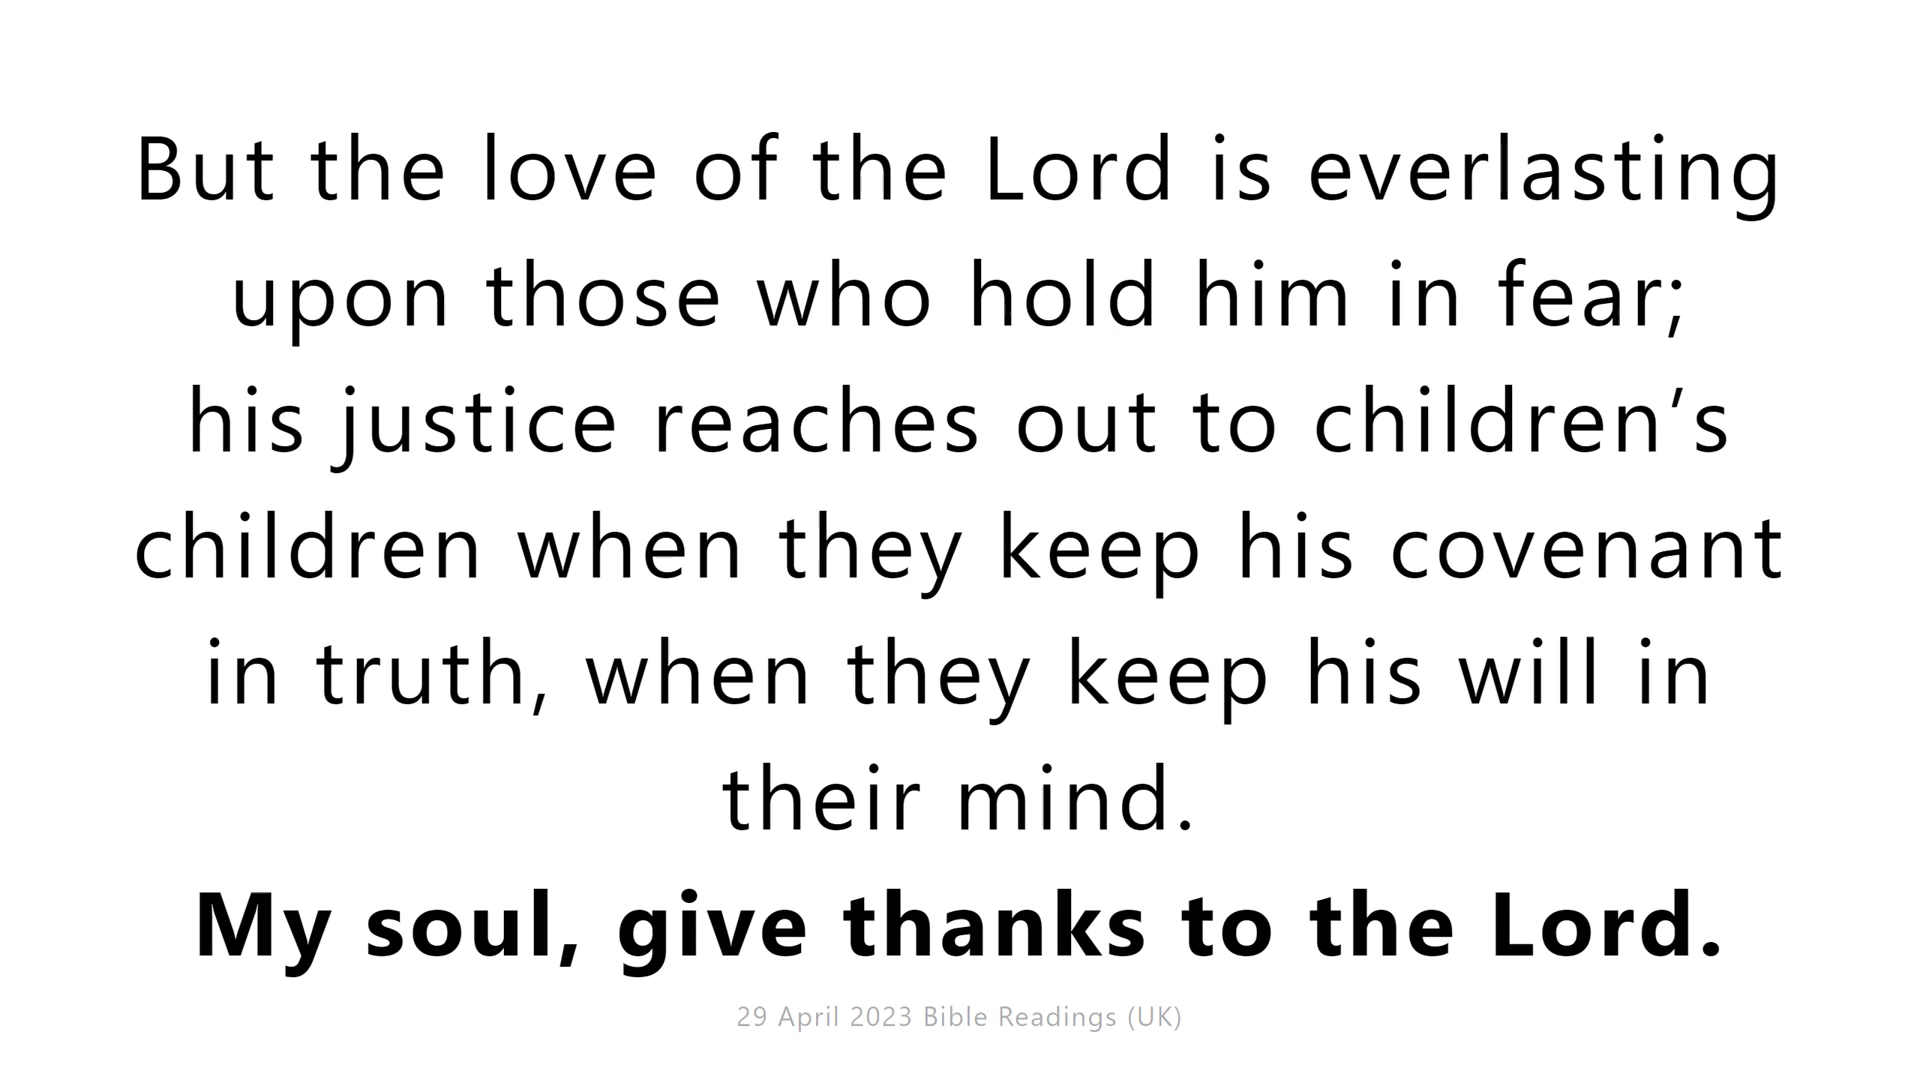 But the love of the Lord is everlasting
upon those who hold him in fear;
his justice reaches out to children’s
children when they keep his covenant
in truth, when they keep his will in
their mind.
My soul, give thanks to the Lord.
29 April 2023 Bible Readings (UK)